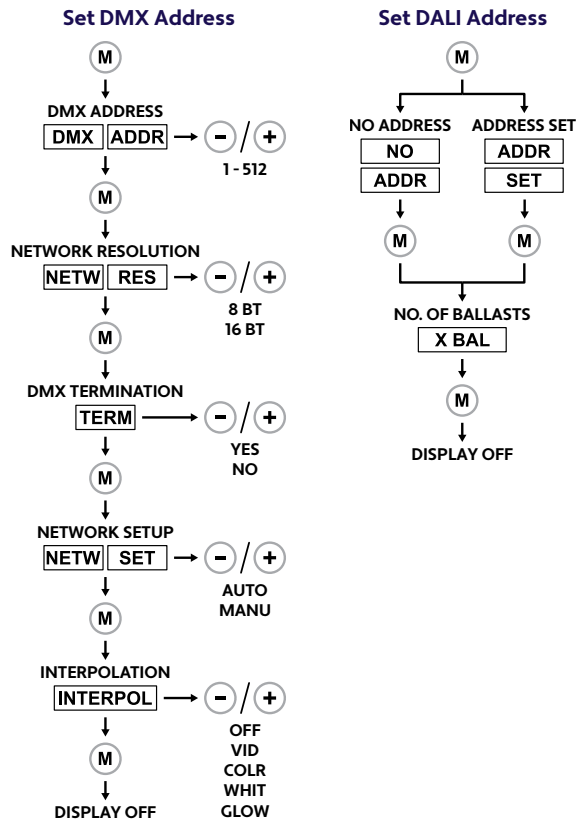 Set DMX Address
M
DMX ADDRESS
DMX ADDR - / +
1 - 512
M
NETWORK RESOLUTION
NETW RES - / +
8 BT
16 BT
M
DMX TERMINATION
TERM - / +
YES
NO
M
NETWORK SETUP
NETW SET - / +
AUTO
MANU
M
INTERPOLATION
INTERPOL - / +
OFF
VID
COLR
WHIT
GLOW
M
DISPLAY OFF
Set DALI Address
M
NO ADDRESS
NO
ADDR
M
ADDRESS SET
ADDR
SET
M
NO. OF BALLASTS
X BAL
M
DISPLAY OFF